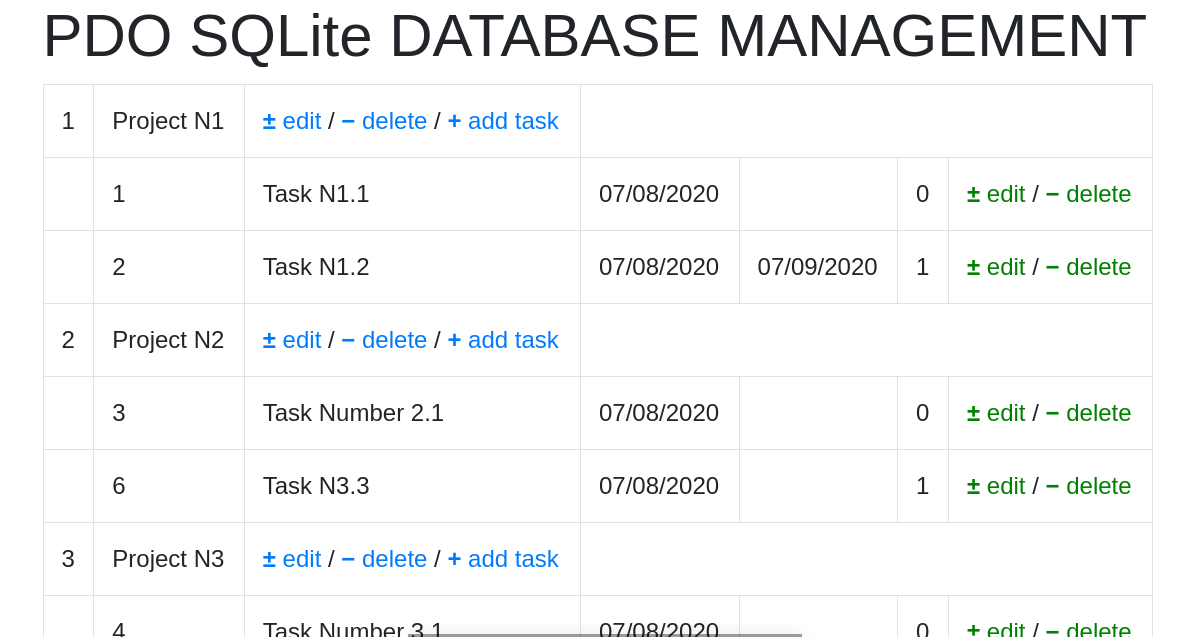 PDO SQLite DATABASE MANAGEMENT
1 Project N1 ± edit / − delete / + add task
1 Task N1.1 07/08/2020 0 ± edit / − delete
2 Task N1.2 07/08/2020 07/09/2020 1 ± edit / − delete
2 Project N2 ± edit / − delete / + add task
3 Task Number 2.1 07/08/2020 0 ± edit / − delete
6 Task N3.3 07/08/2020 1 ± edit / − delete
3 Project N3 ± edit / − delete / + add task
4 Task Number 3.1 07/08/2020 0 ± edit / − delete